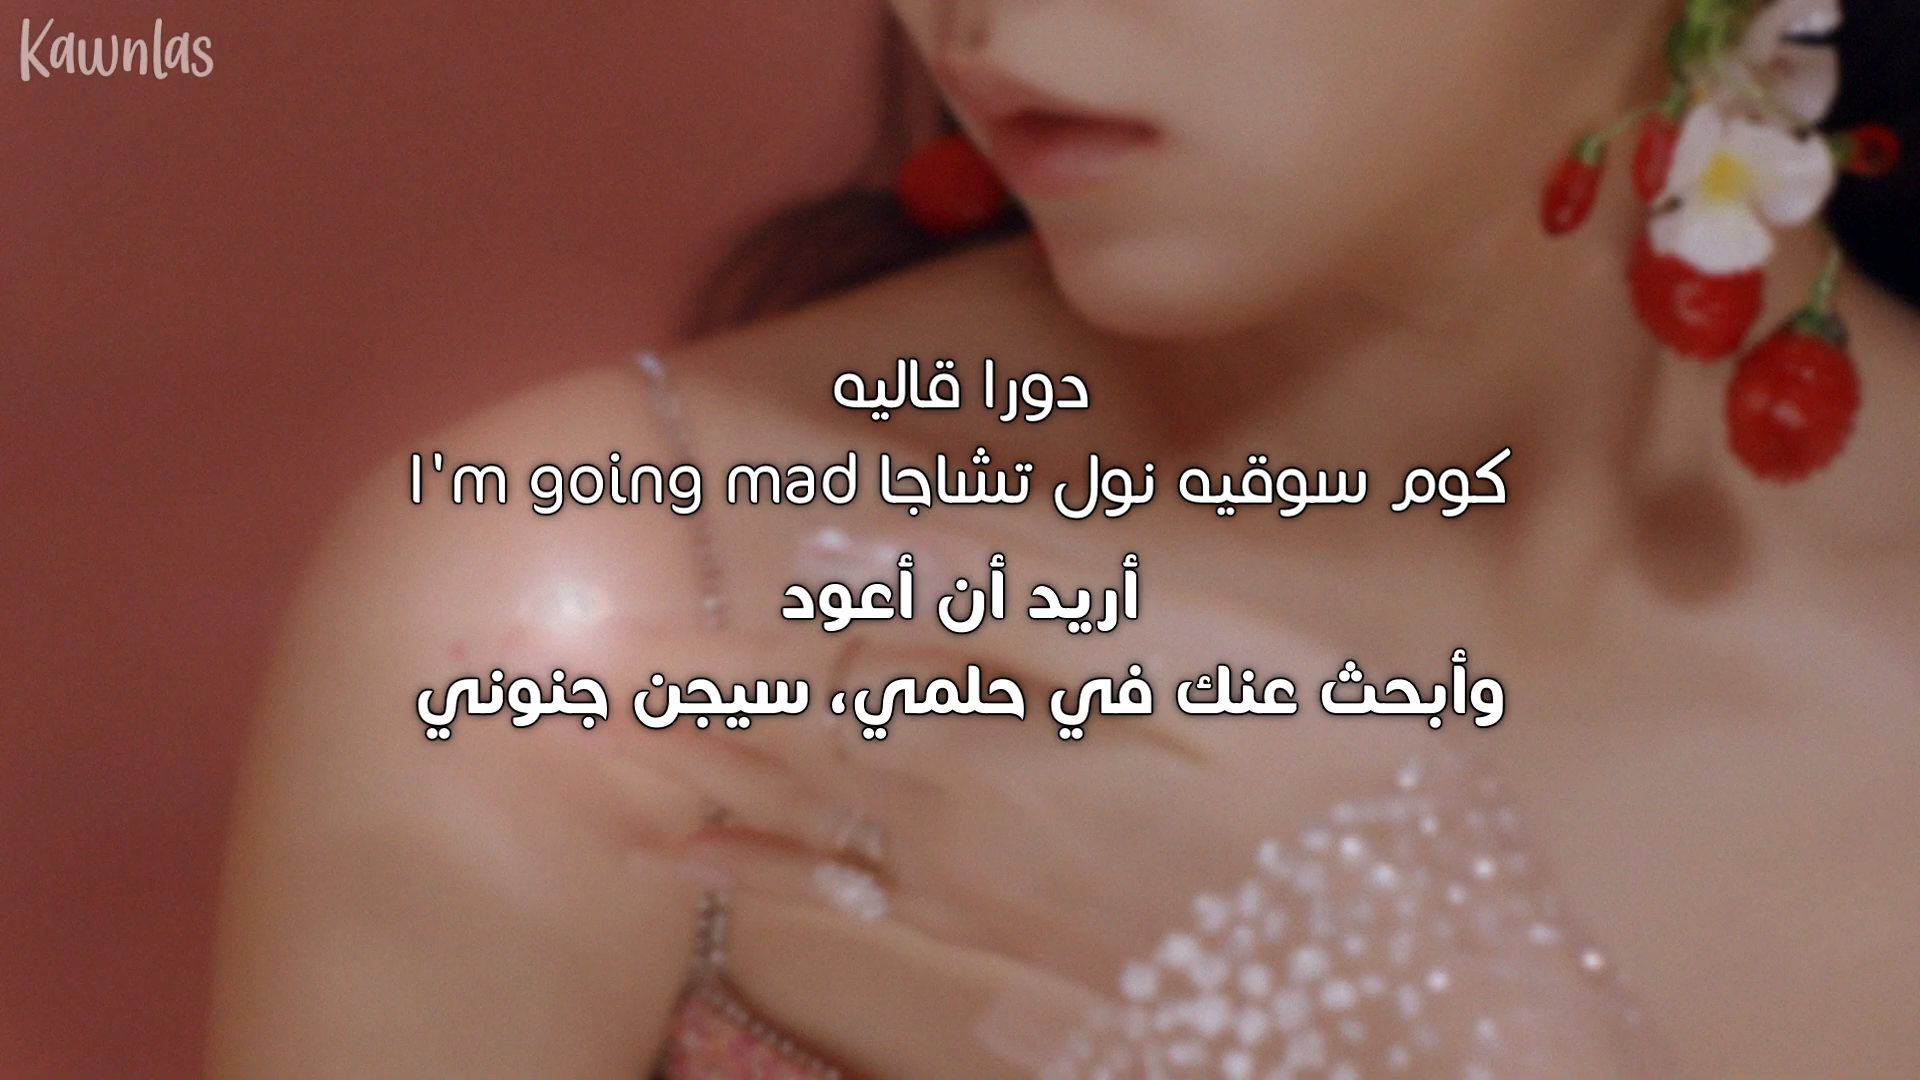 Kawnlas
دورا قاليه
كوم سوقيه نول تشاجا I'm going mad
أريد أن أعود
وأبحث عنك في حلمي، سيجن جنوني